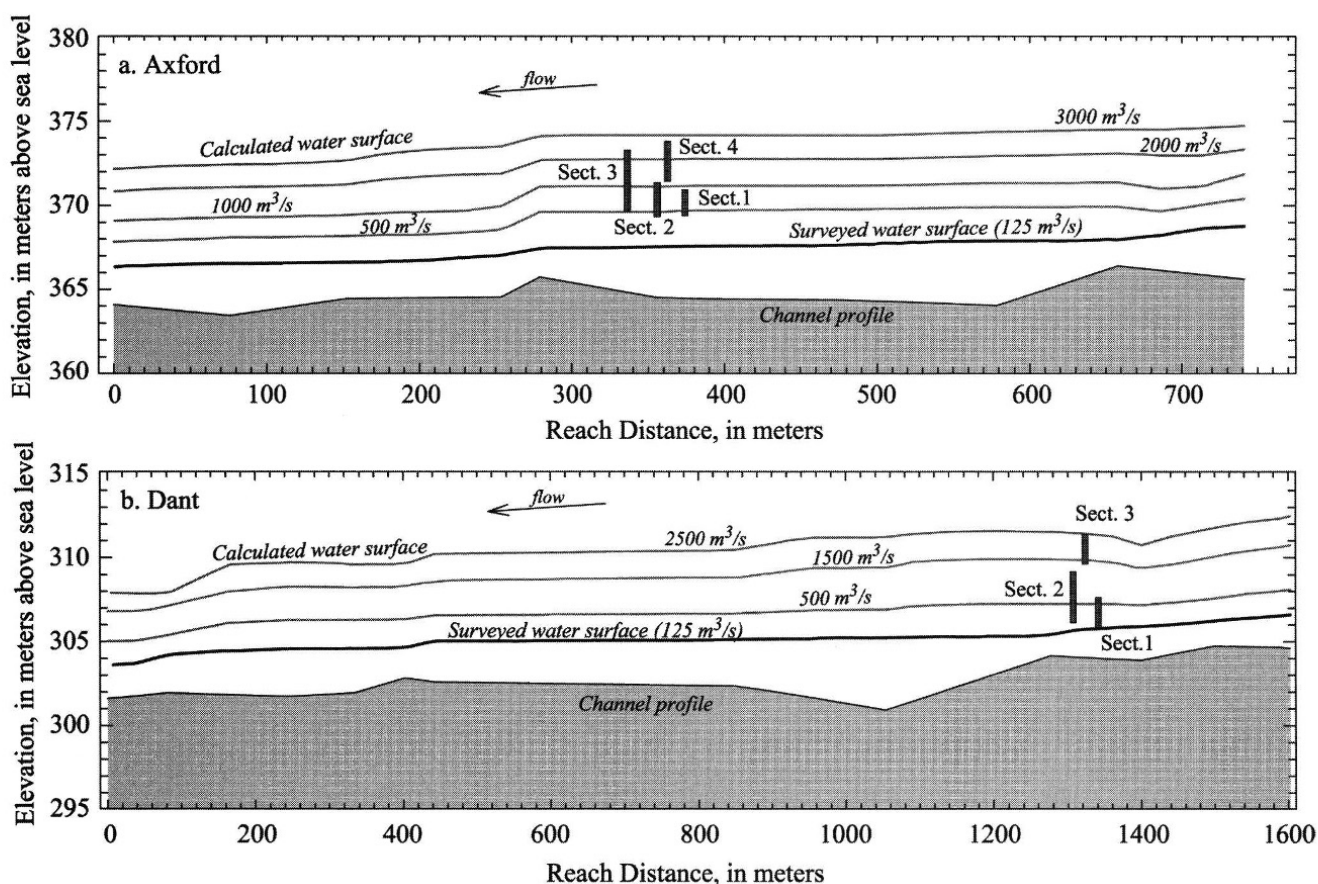 a. Axford
flow
Calculated water surface
3000 m³/s
2000 m³/s
1000 m³/s
500 m³/s
Sect. 4
Sect. 3
Sect.1
Sect. 2
Surveyed water surface (125 m³/s)
Channel profile
Elevation, in meters above sea level
380
375
370
365
360
0 100 200 300 400 500 600 700
Reach Distance, in meters
b. Dant
flow
Calculated water surface
2500 m³/s
1500 m³/s
500 m³/s
Sect. 3
Sect. 2
Sect.1
Surveyed water surface (125 m³/s)
Channel profile
Elevation, in meters above sea level
315
310
305
300
295
0 200 400 600 800 1000 1200 1400 1600
Reach Distance, in meters